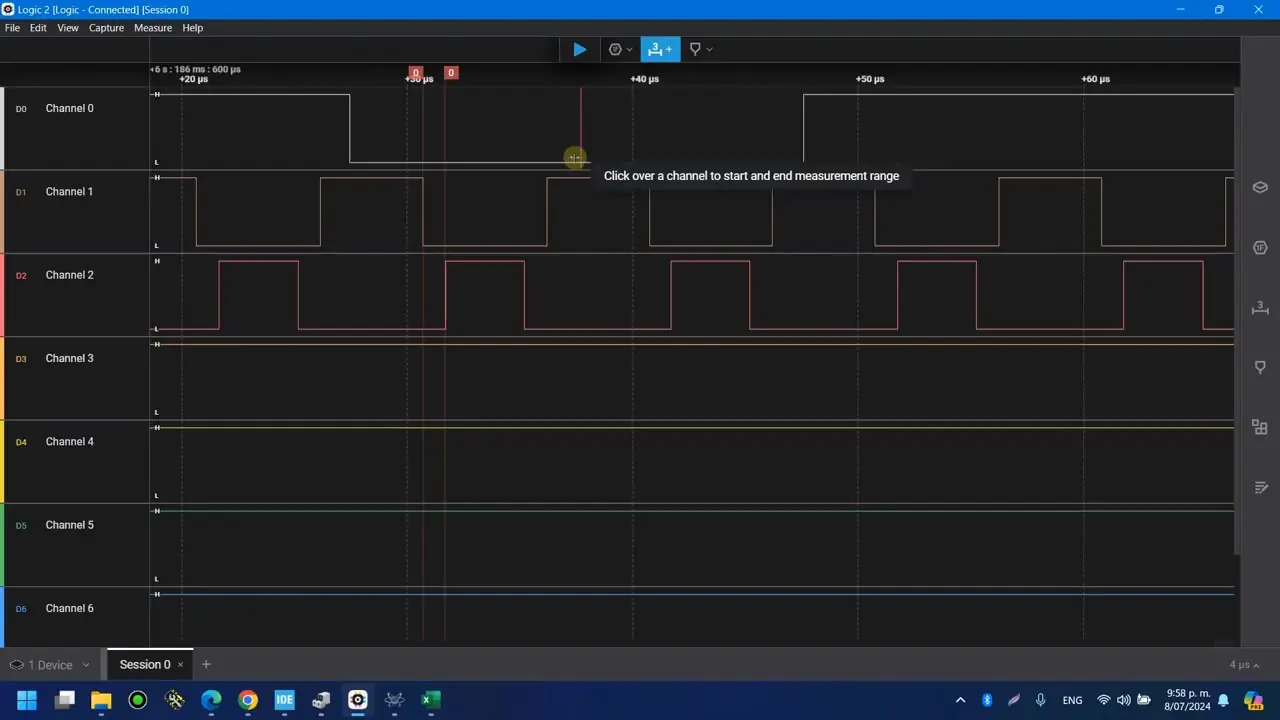 Logic 2 [Logic - Connected] [Session 0]
File Edit View Capture Measure Help
3 +
+6 s : 186 ms : 600 µs
+20 µs +30 µs +40 µs +50 µs +60 µs
0 0
D0 Channel 0 H L
Click over a channel to start and end measurement range
D1 Channel 1 H L
D2 Channel 2 H L
D3 Channel 3 H L
D4 Channel 4 H L
D5 Channel 5 H L
D6 Channel 6 H
1 Device Session 0 × + 4 µs
IDE ENG 9:58 p. m.
8/07/2024
PRE